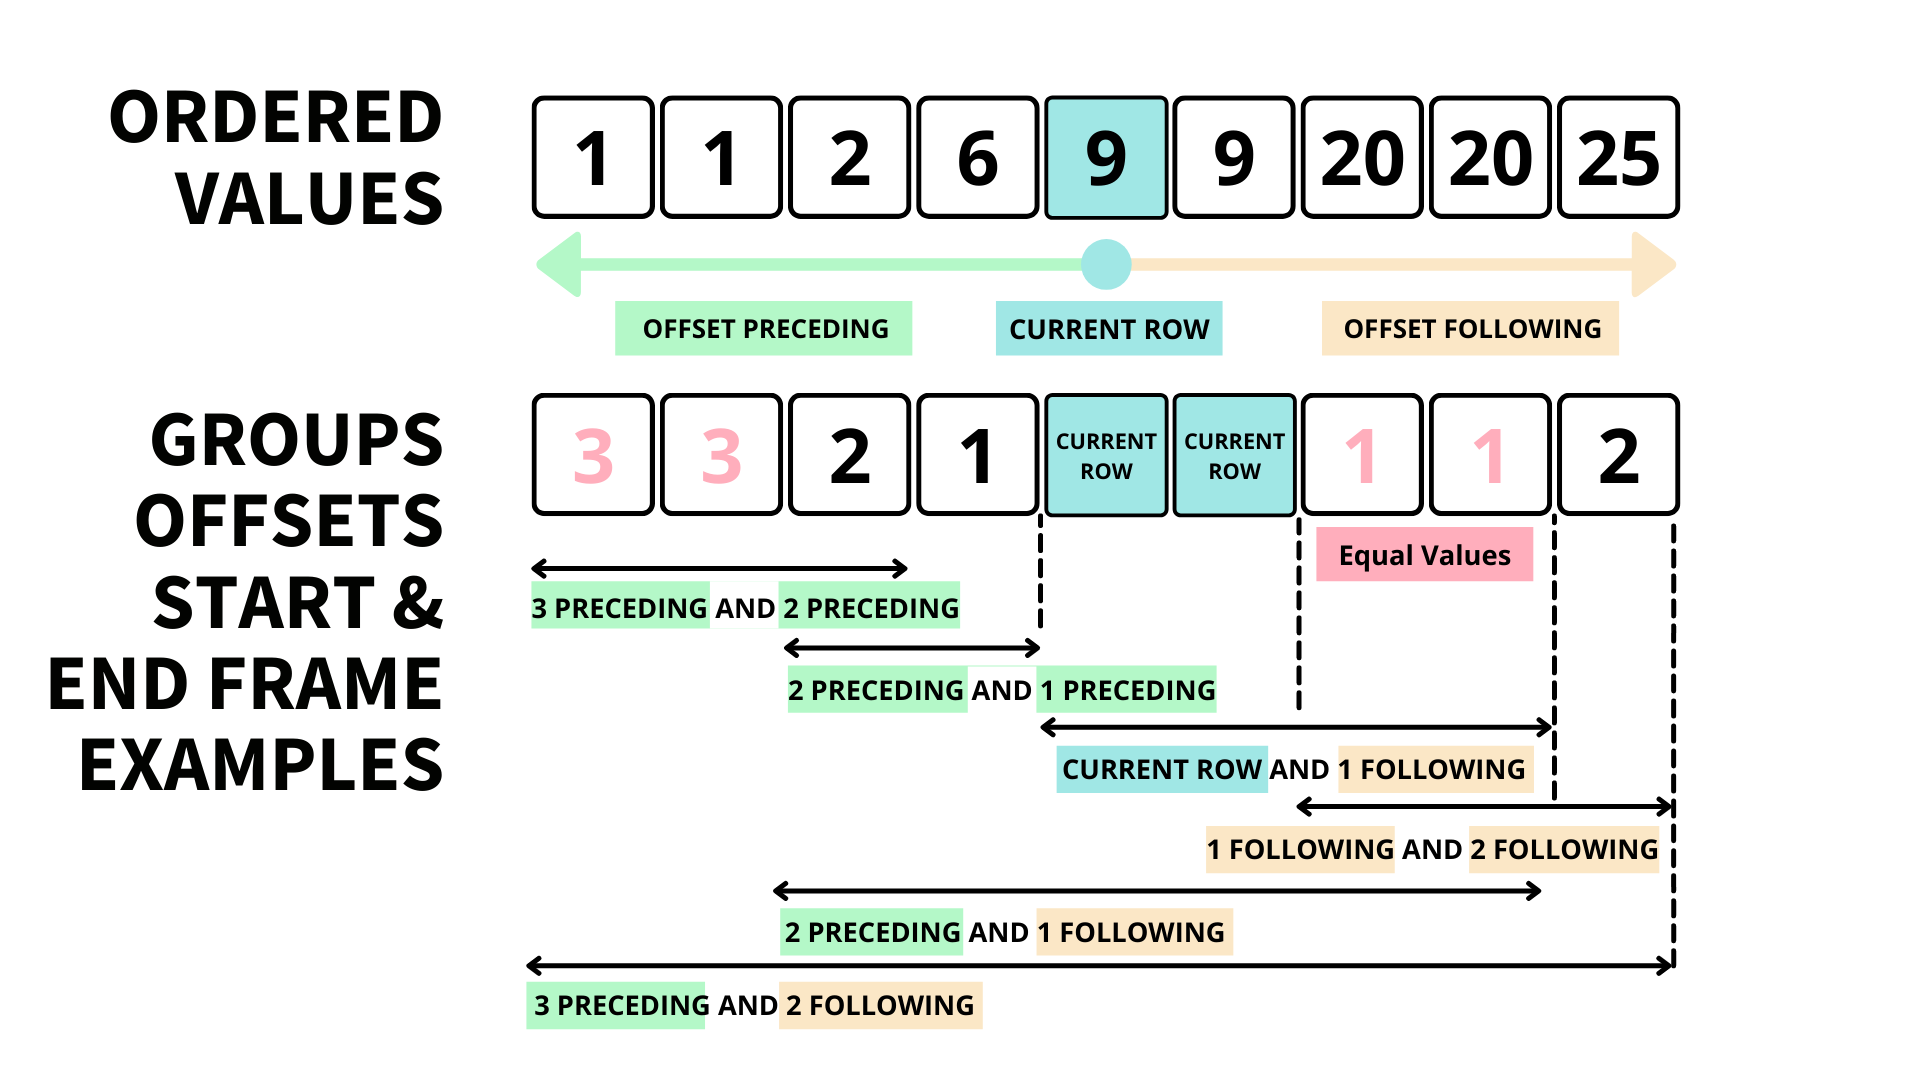 ORDERED
VALUES
1 1 2 6 9 9 20 20 25
OFFSET PRECEDING CURRENT ROW OFFSET FOLLOWING
GROUPS
OFFSETS
START &
END FRAME
EXAMPLES
3 3 2 1 CURRENT ROW CURRENT ROW 1 1 2
Equal Values
3 PRECEDING AND 2 PRECEDING
2 PRECEDING AND 1 PRECEDING
CURRENT ROW AND 1 FOLLOWING
1 FOLLOWING AND 2 FOLLOWING
2 PRECEDING AND 1 FOLLOWING
3 PRECEDING AND 2 FOLLOWING